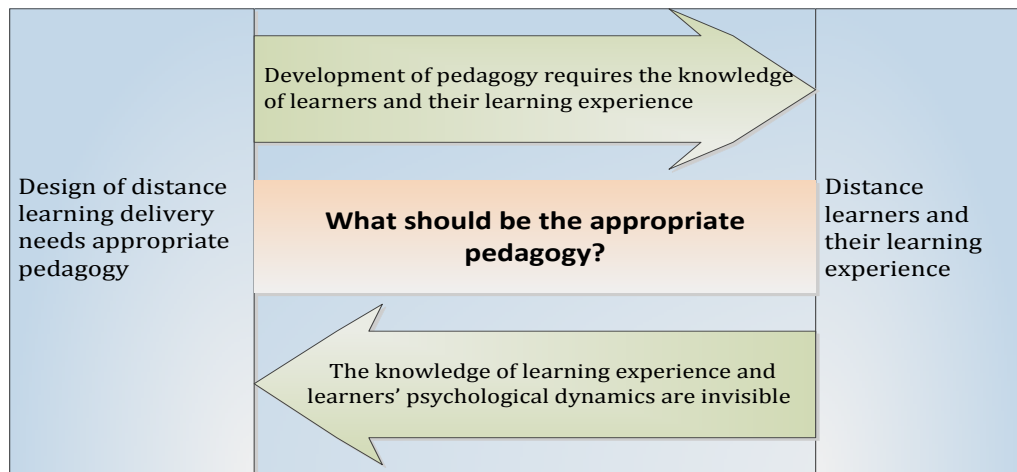 Development of pedagogy requires the knowledge
of learners and their learning experience
Design of distance
learning delivery
needs appropriate
pedagogy
What should be the appropriate
pedagogy?
Distance
learners and
their learning
experience
The knowledge of learning experience and
learners’ psychological dynamics are invisible